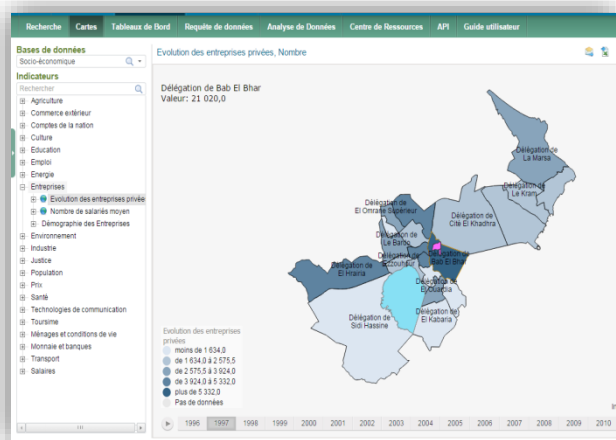 Recherche Cartes Tableaux de Bord Requête de données Analyse de Données Centre de Ressources API Guide utilisateur
Bases de données
Socio-économique
Indicateurs
Rechercher
Agriculture
Commerce extérieur
Comptes de la nation
Culture
Education
Emploi
Energie
Entreprises
Evolution des entreprises privée
Nombre de salariés moyen
Démographie des Entreprises
Environnement
Industrie
Justice
Population
Prix
Santé
Technologies de communication
Toursime
Ménages et conditions de vie
Monnaie et banques
Transport
Salaires
Evolution des entreprises privées, Nombre
Délégation de Bab El Bhar
Valeur: 21 020,0
Délégation de
La Marsa
Délégation de
Le Kram
Délégation de
El Omrane Supérieur
Délégation de
Cité El Khadhra
Délégation de
Le Bardo
Délégation de
Ezzouhour
Délégation de
Bab El Bhar
Délégation de
El Hraïria
Délégation de
El Ouardia
Délégation de
Sidi Hassine
Délégation de
El Kabaria
Evolution des entreprises
privées
moins de 1 634,0
de 1 634,0 à 2 575,5
de 2 575,5 à 3 924,0
de 3 924,0 à 5 332,0
plus de 5 332,0
Pas de données
1996 1997 1998 1999 2000 2001 2002 2003 2004 2005 2006 2007 2008 2009 2010